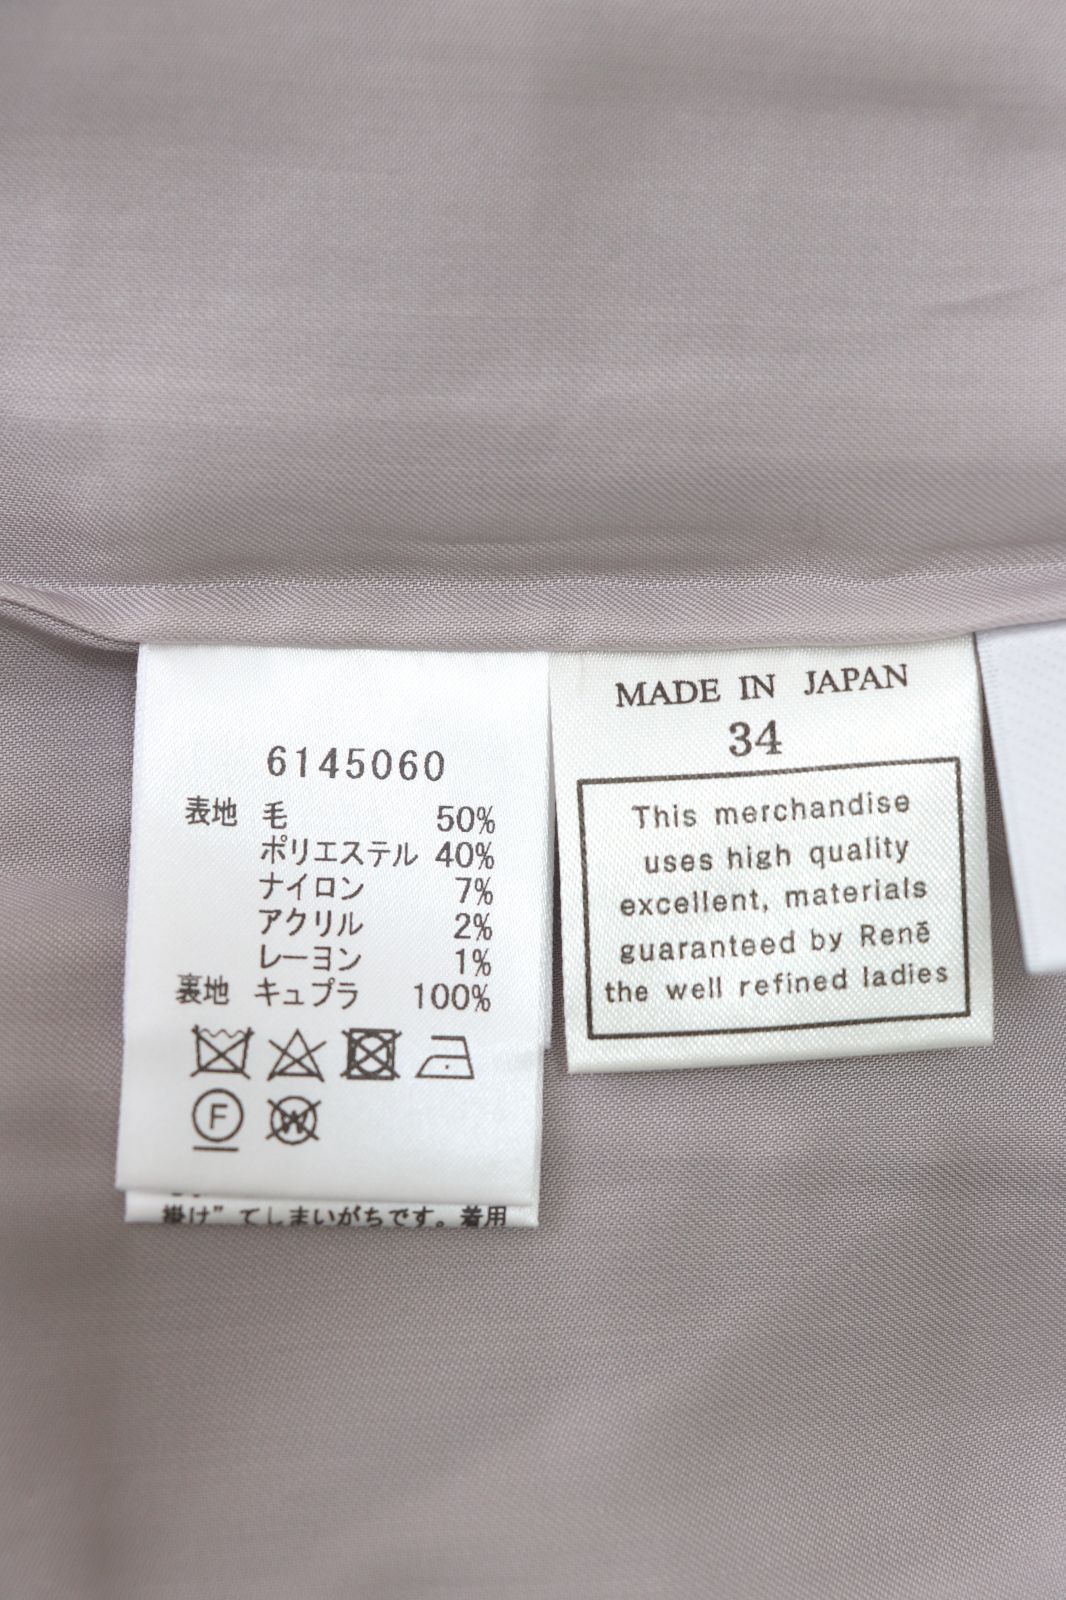 6145060
表地 毛 50%
ポリエステル 40%
ナイロン 7%
アクリル 2%
レーヨン 1%
裏地 キュプラ 100%
F
W
掛け”てしまいがちです。着用
MADE IN JAPAN
34
This merchandise
uses high quality
excellent, materials
guaranteed by Renē
the well refined ladies